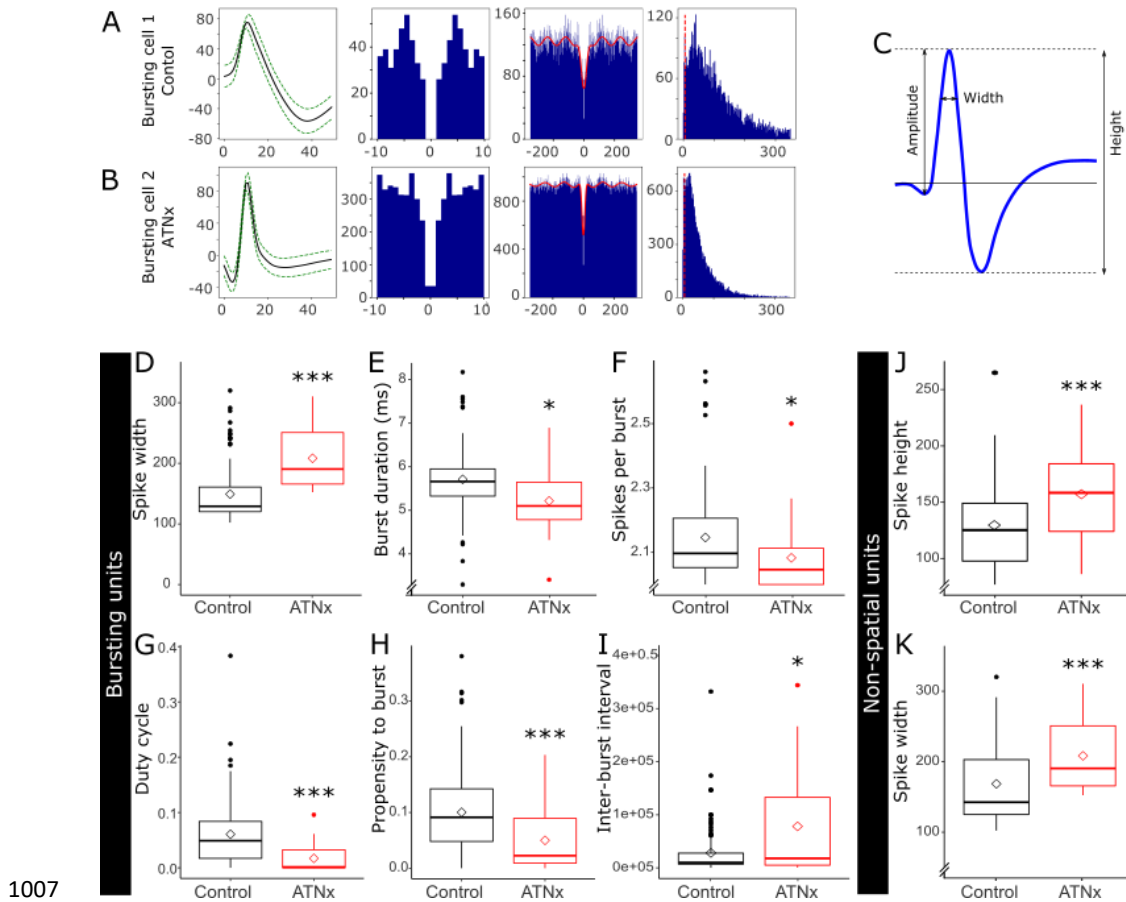 A
Bursting cell 1
Contol
80
40
0
-40
-80
0 20 40
40
20
0
-10 0 10
160
120
80
40
0
-200 0 200
120
60
0
0 300
C
Amplitude
Width
Height
B
Bursting cell 2
ATNx
80
40
0
-40
0 20 40
300
200
100
0
-10 0 10
800
400
0
-200 0 200
600
300
0
0 300
Bursting units
D
Spike width
300
200
100
0
***
Control ATNx
E
Burst duration (ms)
8
7
6
5
4
*
Control ATNx
F
Spikes per burst
2.5
2.3
2.1
*
Control ATNx
Non-spatial units
J
Spike height
250
200
150
100
***
Control ATNx
G
Duty cycle
0.4
0.3
0.2
0.1
0.0
***
Control ATNx
H
Propensity to burst
0.3
0.2
0.1
0.0
***
Control ATNx
I
Inter-burst interval
4e+05
3e+05
2e+05
1e+05
0e+05
*
Control ATNx
K
Spike width
300
200
100
***
Control ATNx
1007